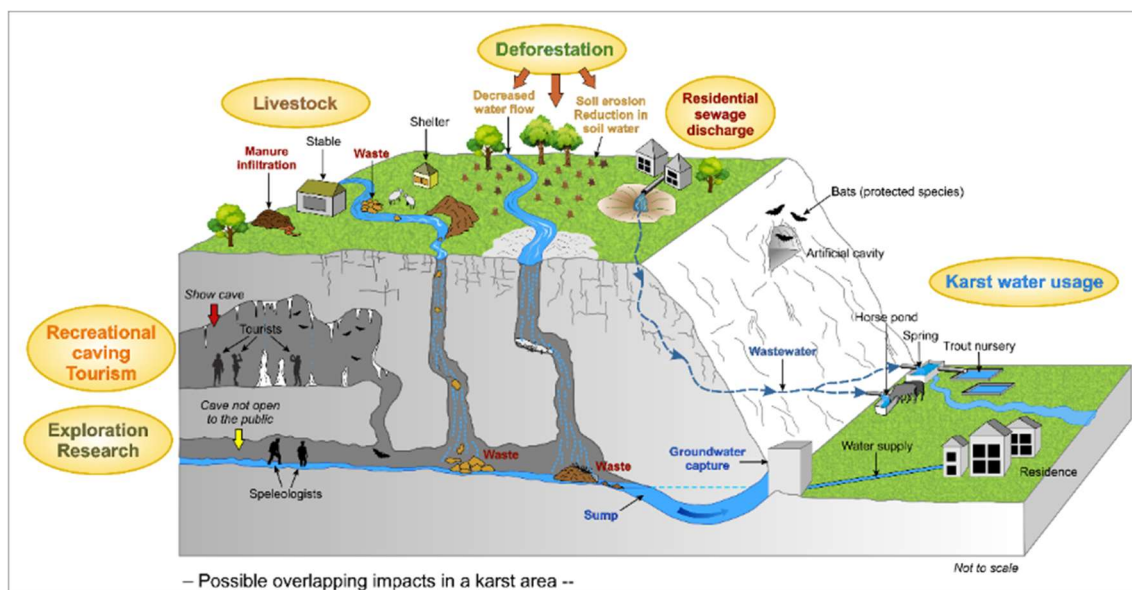 Deforestation
Decreased
water flow
Soil erosion
Reduction in
soil water
Residential
sewage
discharge
Livestock
Shelter
Stable
Manure
infiltration
Waste
Bats (protected species)
Artificial cavity
Karst water usage
Horse pond
Spring
Trout nursery
Show cave
Tourists
Recreational
caving
Tourism
Wastewater
Cave not open
to the public
Exploration
Research
Groundwater
capture
Water supply
Residence
Waste
Waste
Speleologists
Sump
Not to scale
– Possible overlapping impacts in a karst area --